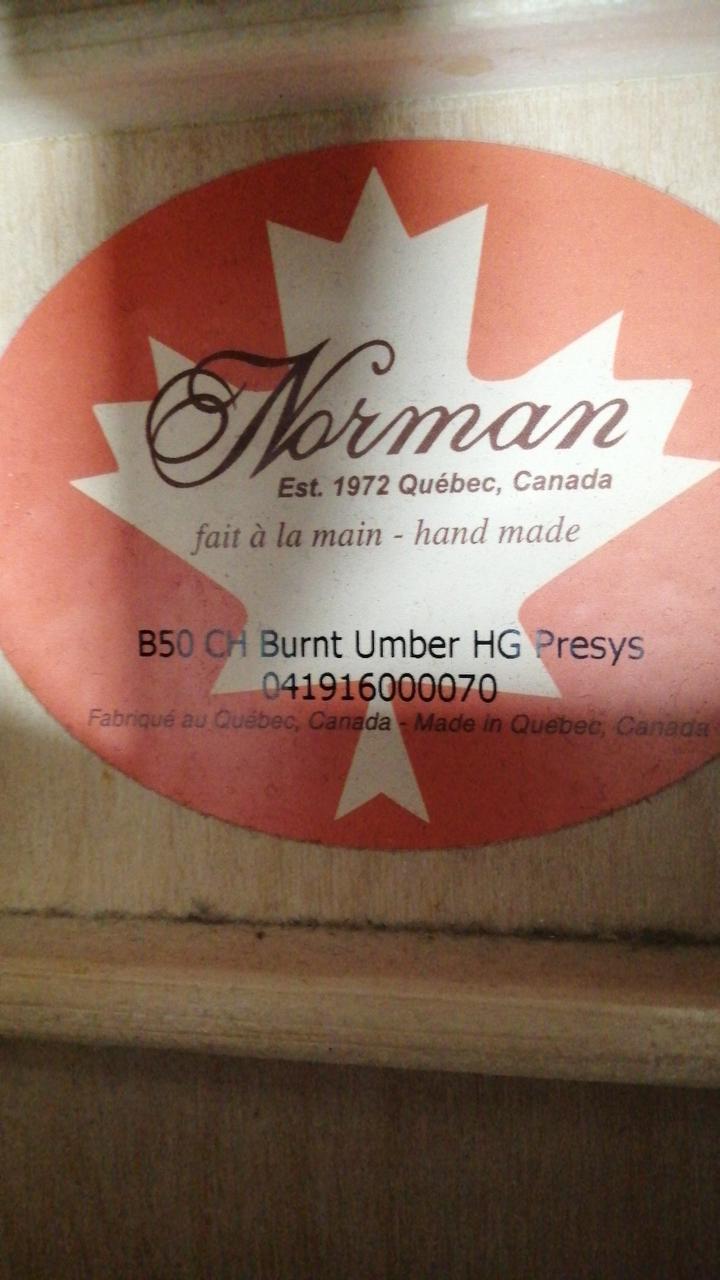 Norman
Est. 1972 Québec, Canada
fait à la main - hand made
B50 CH Burnt Umber HG Presys
041916000070
Fabriqué au Québec, Canada - Made in Québec, Canada